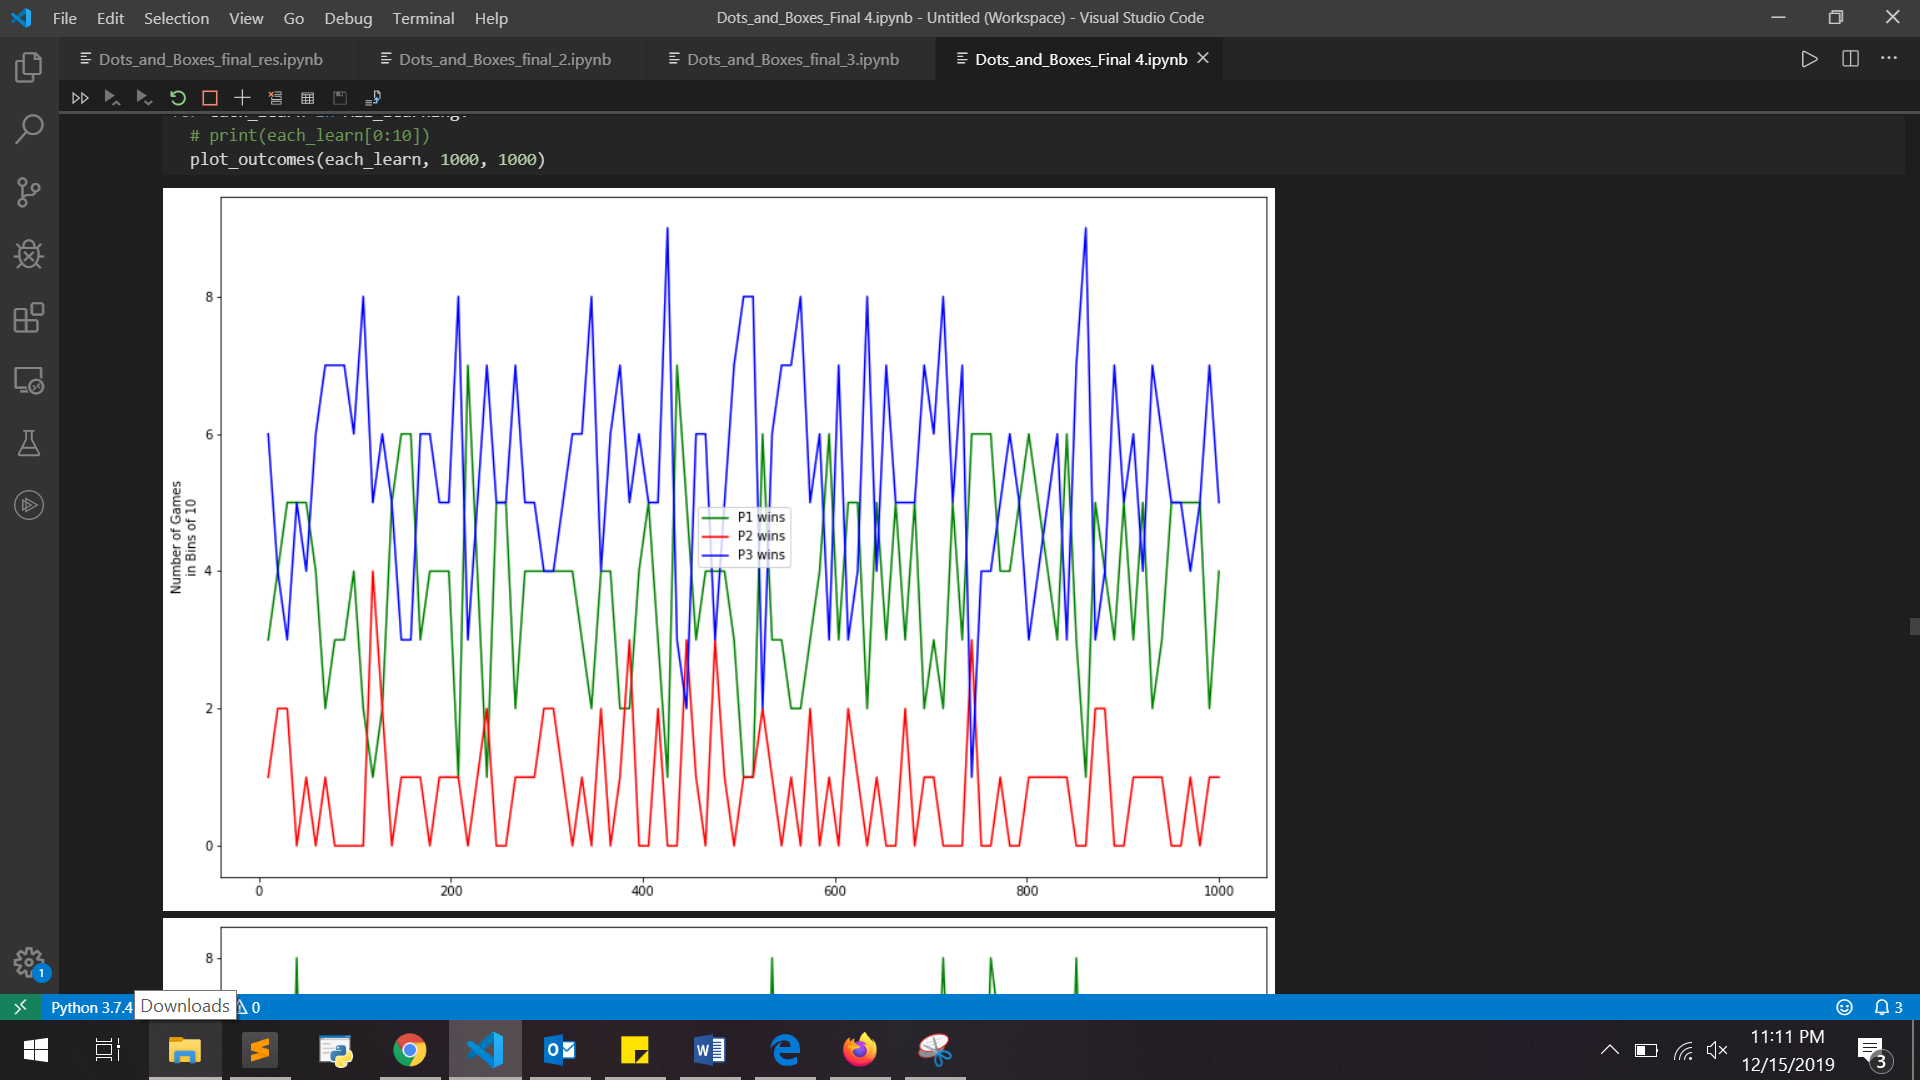 File Edit Selection View Go Debug Terminal Help
Dots_and_Boxes_Final 4.ipynb - Untitled (Workspace) - Visual Studio Code
Dots_and_Boxes_final_res.ipynb
Dots_and_Boxes_final_2.ipynb
Dots_and_Boxes_final_3.ipynb
Dots_and_Boxes_Final 4.ipynb
# print(each_learn[0:10])
plot_outcomes(each_learn, 1000, 1000)
8
6
4
2
0
Number of Games
in Bins of 10
P1 wins
P2 wins
P3 wins
0 200 400 600 800 1000
8
1
Python 3.7.4
Downloads
0
3
11:11 PM
12/15/2019
3